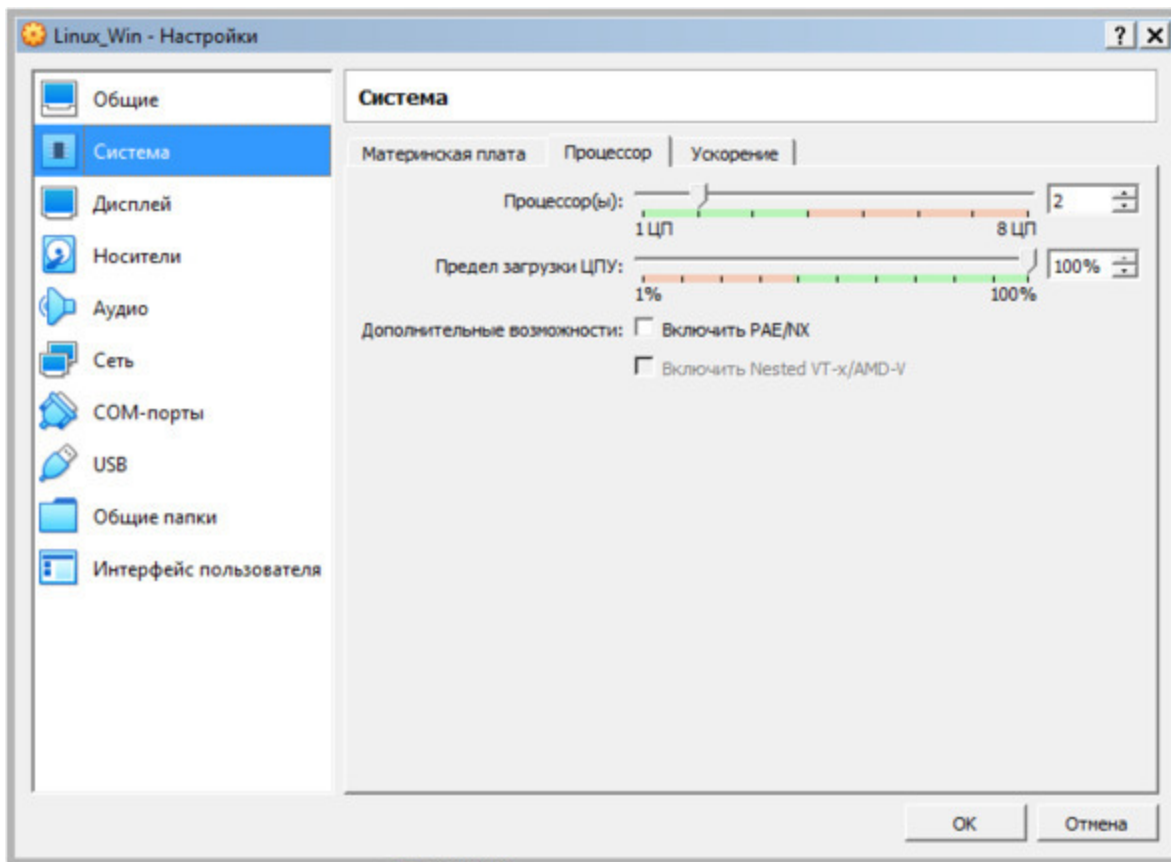 Linux_Win - Настройки
Общие
Система
Дисплей
Носители
Аудио
Сеть
COM-порты
USB
Общие папки
Интерфейс пользователя
Система
Материнская плата Процессор Ускорение
Процессор(ы): 2
1 ЦП 8 ЦП
Предел загрузки ЦПУ: 100%
1% 100%
Дополнительные возможности: Включить PAE/NX
Включить Nested VT-x/AMD-V
OK Отмена